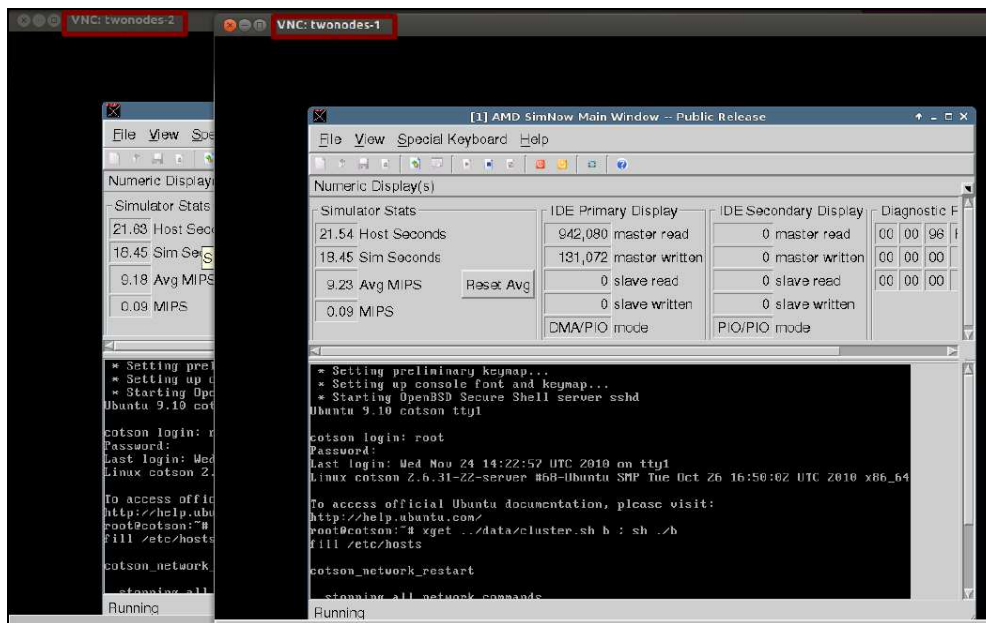 VNC: twonodes-2
File View Spe
Numeric Display
Simulator Stats
21.63 Host Seco
18.45 Sim Se
S
9.18 Avg MIPS
0.09 MIPS
* Setting prel
* Setting up c
* Starting Ope
Ubuntu 9.10 cot
cotson login: r
Password:
Last login: Wed
Linux cotson 2.
To access offic
http://help.ubu
root@cotson:~#
fill /etc/hosts
cotson_network_
stopping all
Running
VNC: twonodes-1
[1] AMD SimNow Main Window -- Public Release
File View Special Keyboard Help
Numeric Display(s)
Simulator Stats
21.54 Host Seconds
18.45 Sim Seconds
9.23 Avg MIPS Reset Avg
0.09 MIPS
IDE Primary Display
942,080 master read
131,072 master written
0 slave read
0 slave written
DMA/PIO mode
IDE Secondary Display
0 master read
0 master written
0 slave read
0 slave written
PIO/PIO mode
Diagnostic F
00 00 96
00 00 00
00 00 00
* Setting preliminary keymap...
* Setting up console font and keymap...
* Starting OpenBSD Secure Shell server sshd
Ubuntu 9.10 cotson tty1
cotson login: root
Password:
Last login: Wed Nov 24 14:22:57 UTC 2010 on tty1
Linux cotson 2.6.31-22-server #68-Ubuntu SMP Tue Oct 26 16:50:02 UTC 2010 x86_64
To access official Ubuntu documentation, please visit:
http://help.ubuntu.com/
root@cotson:~# xget ../data/cluster.sh b ; sh ./b
fill /etc/hosts
cotson_network_restart
stopping all network commands
Running